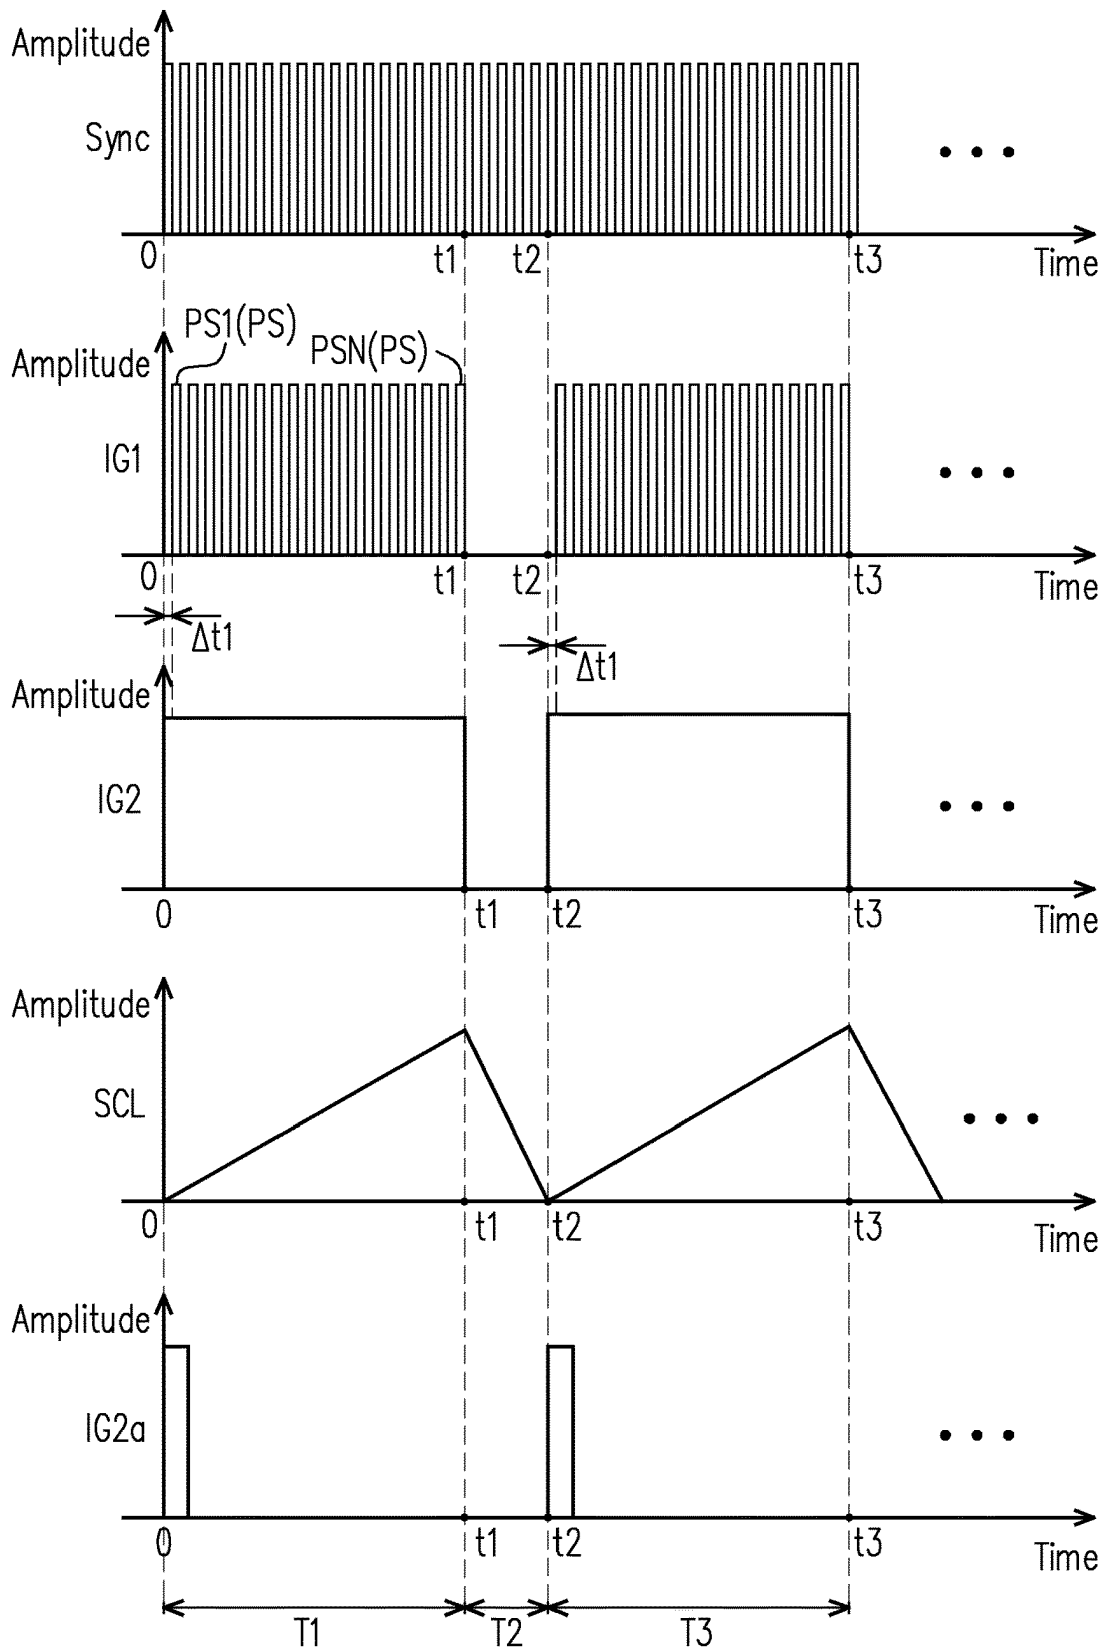 Amplitude
Sync
0 t1 t2 t3 Time
PS1(PS)
PSN(PS)
Amplitude
IG1
0 t1 t2 t3 Time
Δt1
Δt1
Amplitude
IG2
0 t1 t2 t3 Time
Amplitude
SCL
0 t1 t2 t3 Time
Amplitude
IG2a
0 t1 t2 t3 Time
T1 T2 T3